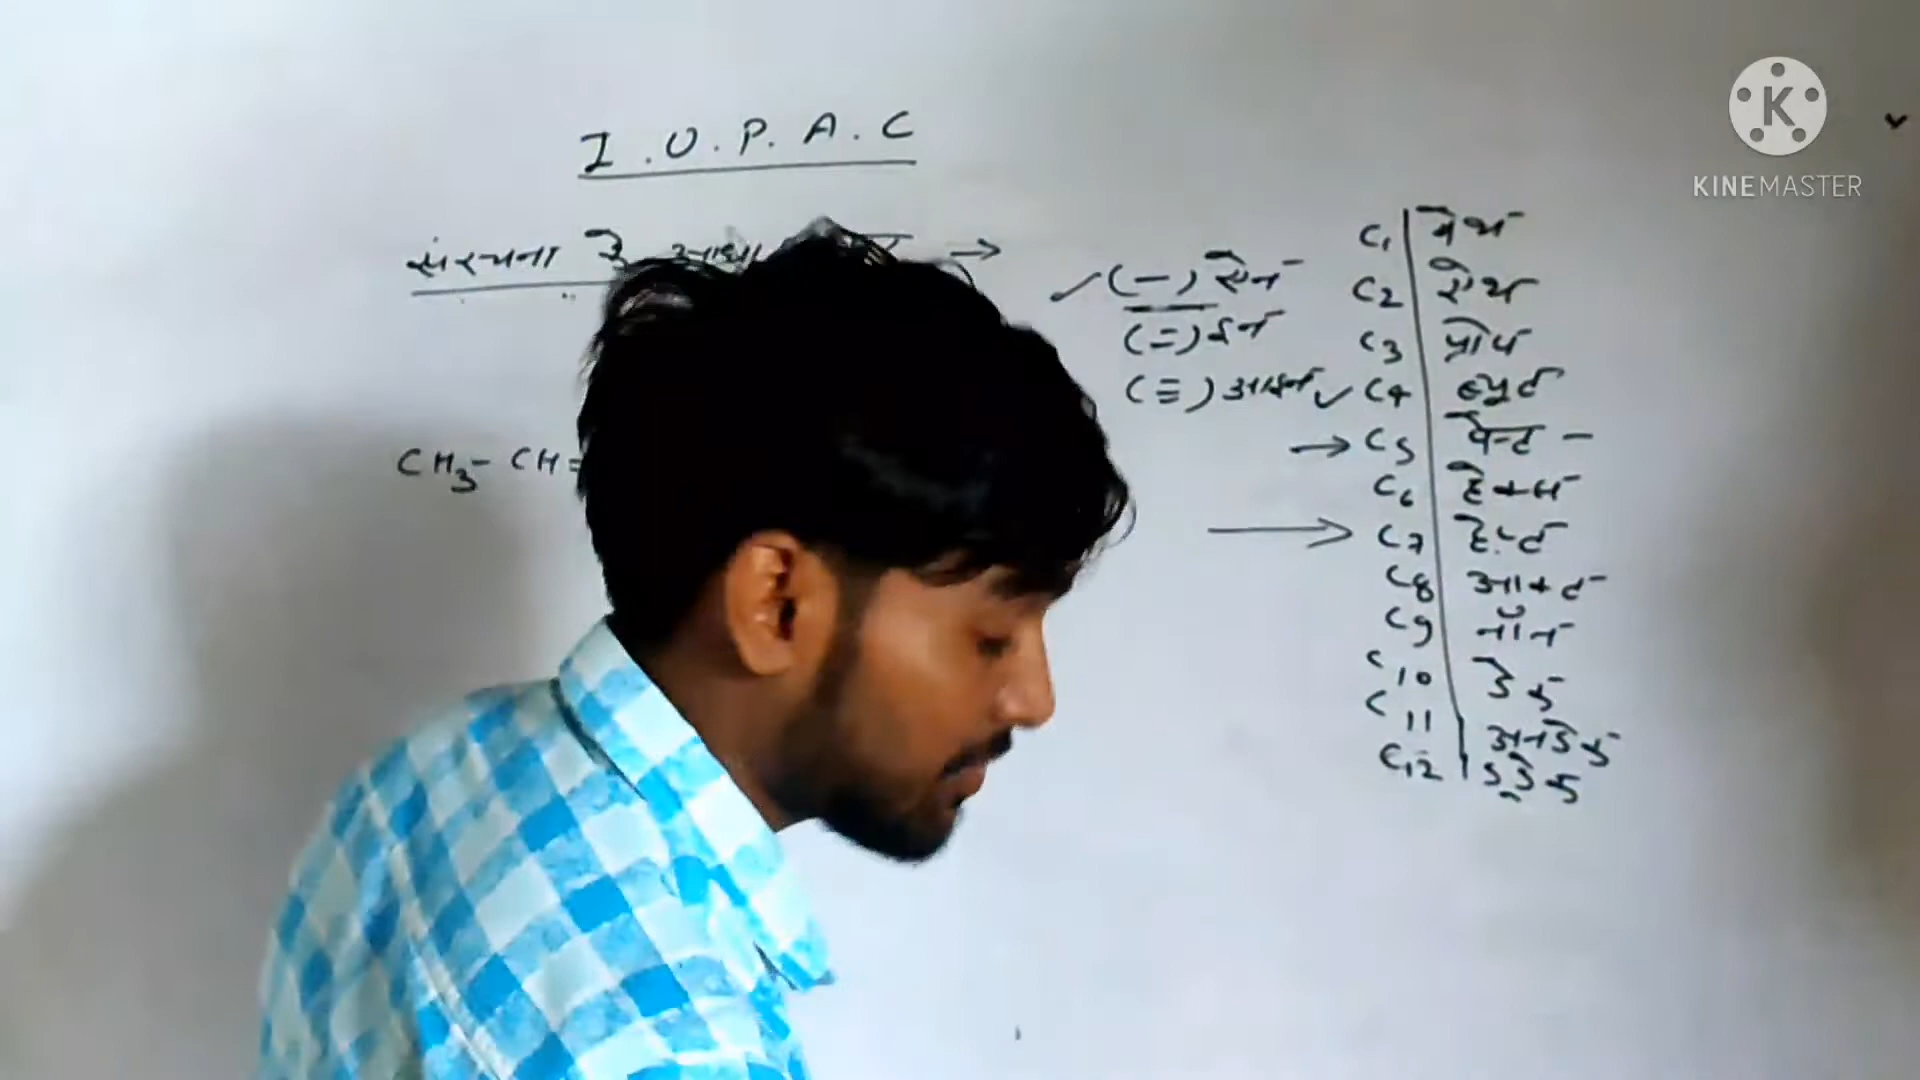 I.U.P.A.C
संरचना के →
✓(—) ऐन
(=) ईन
(≡) आईन ✓
CH₃- CH=
C₁ मेथ
C₂ ऐथ
C₃ प्रोप
C₄ ब्युट
→ C₅ पेन्ट —
C₆ हैक्स
→ C₇ हेप्ट
C₈ आक्ट
C₉ नॉन
C₁₀ डेक
C₁₁ अनडेक
C₁₂ डुडेक
KINEMASTER